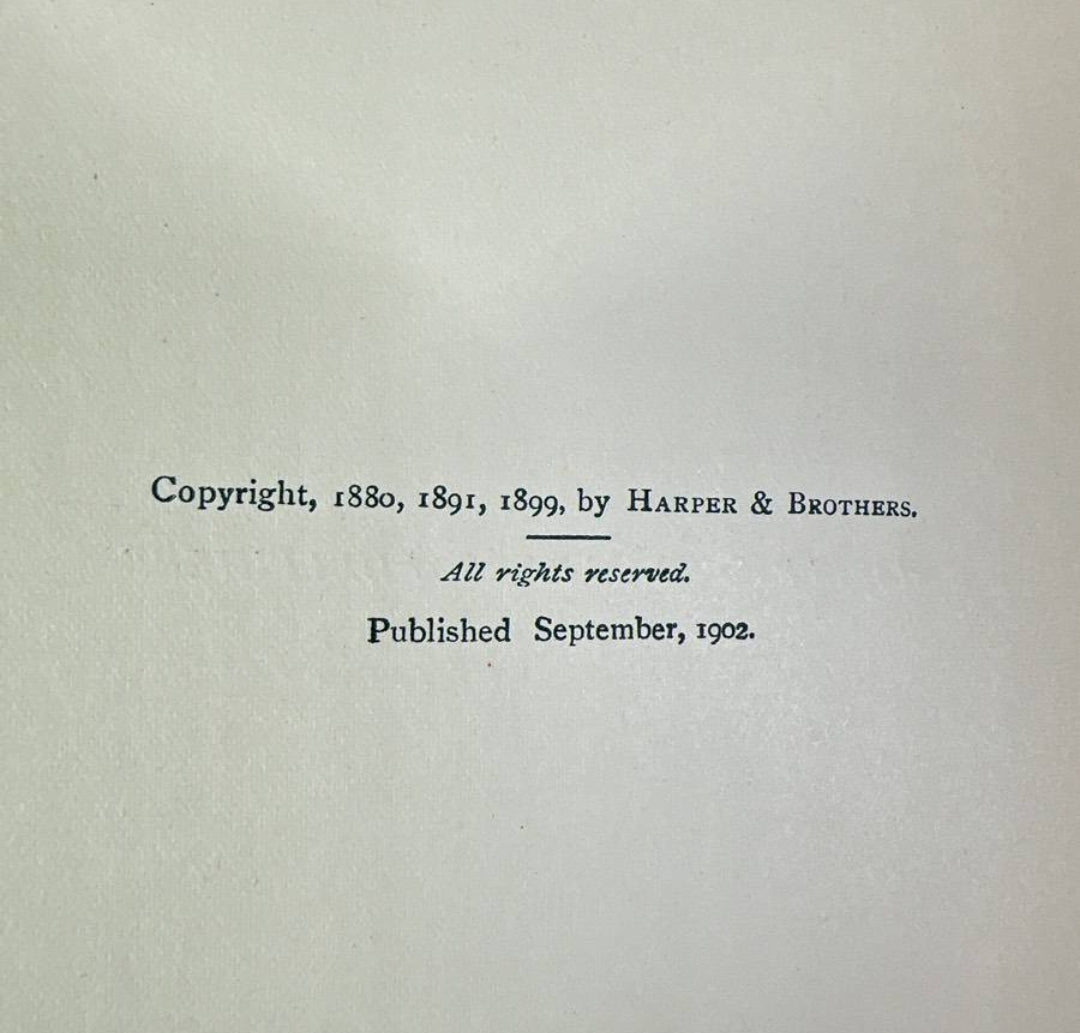 Copyright, 1880, 1891, 1899, by HARPER & BROTHERS.
All rights reserved.
Published September, 1902.